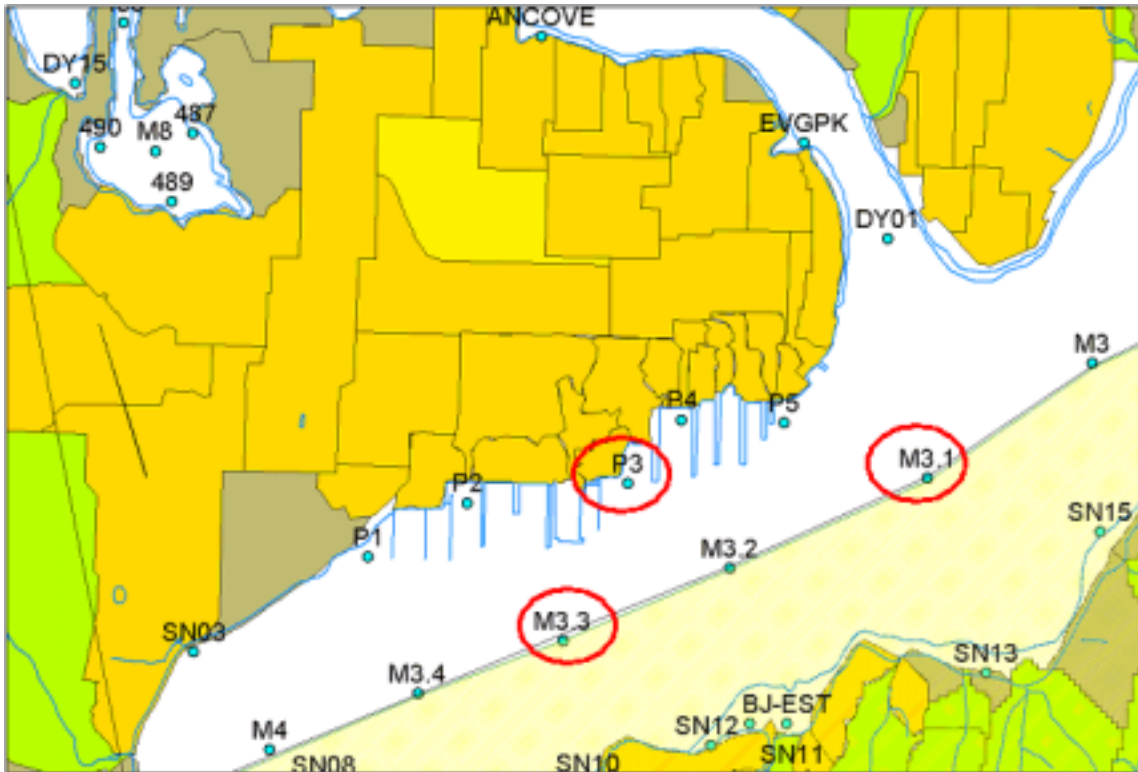 ANCOVE
DY15
487
490
M8
EVGPK
489
DY01
M3
P4
P5
P3
M3.1
P2
SN15
P1
M3.2
M3.3
SN03
M3.4
SN13
BJ-EST
M4
SN12
SN11
SN08
SN10